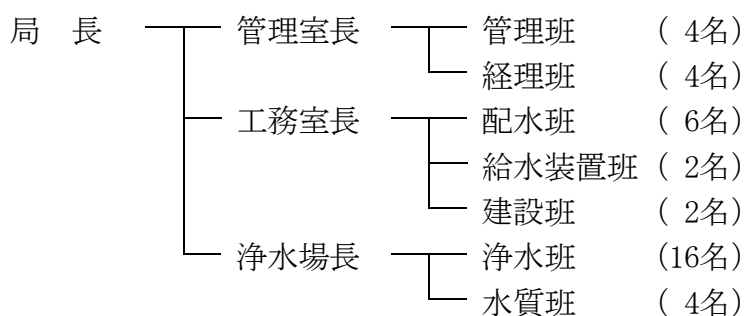 局　長 管理室長 管理班 ( 4名)
経理班 ( 4名)
工務室長 配水班 ( 6名)
給水装置班 ( 2名)
建設班 ( 2名)
浄水場長 浄水班 (16名)
水質班 ( 4名)